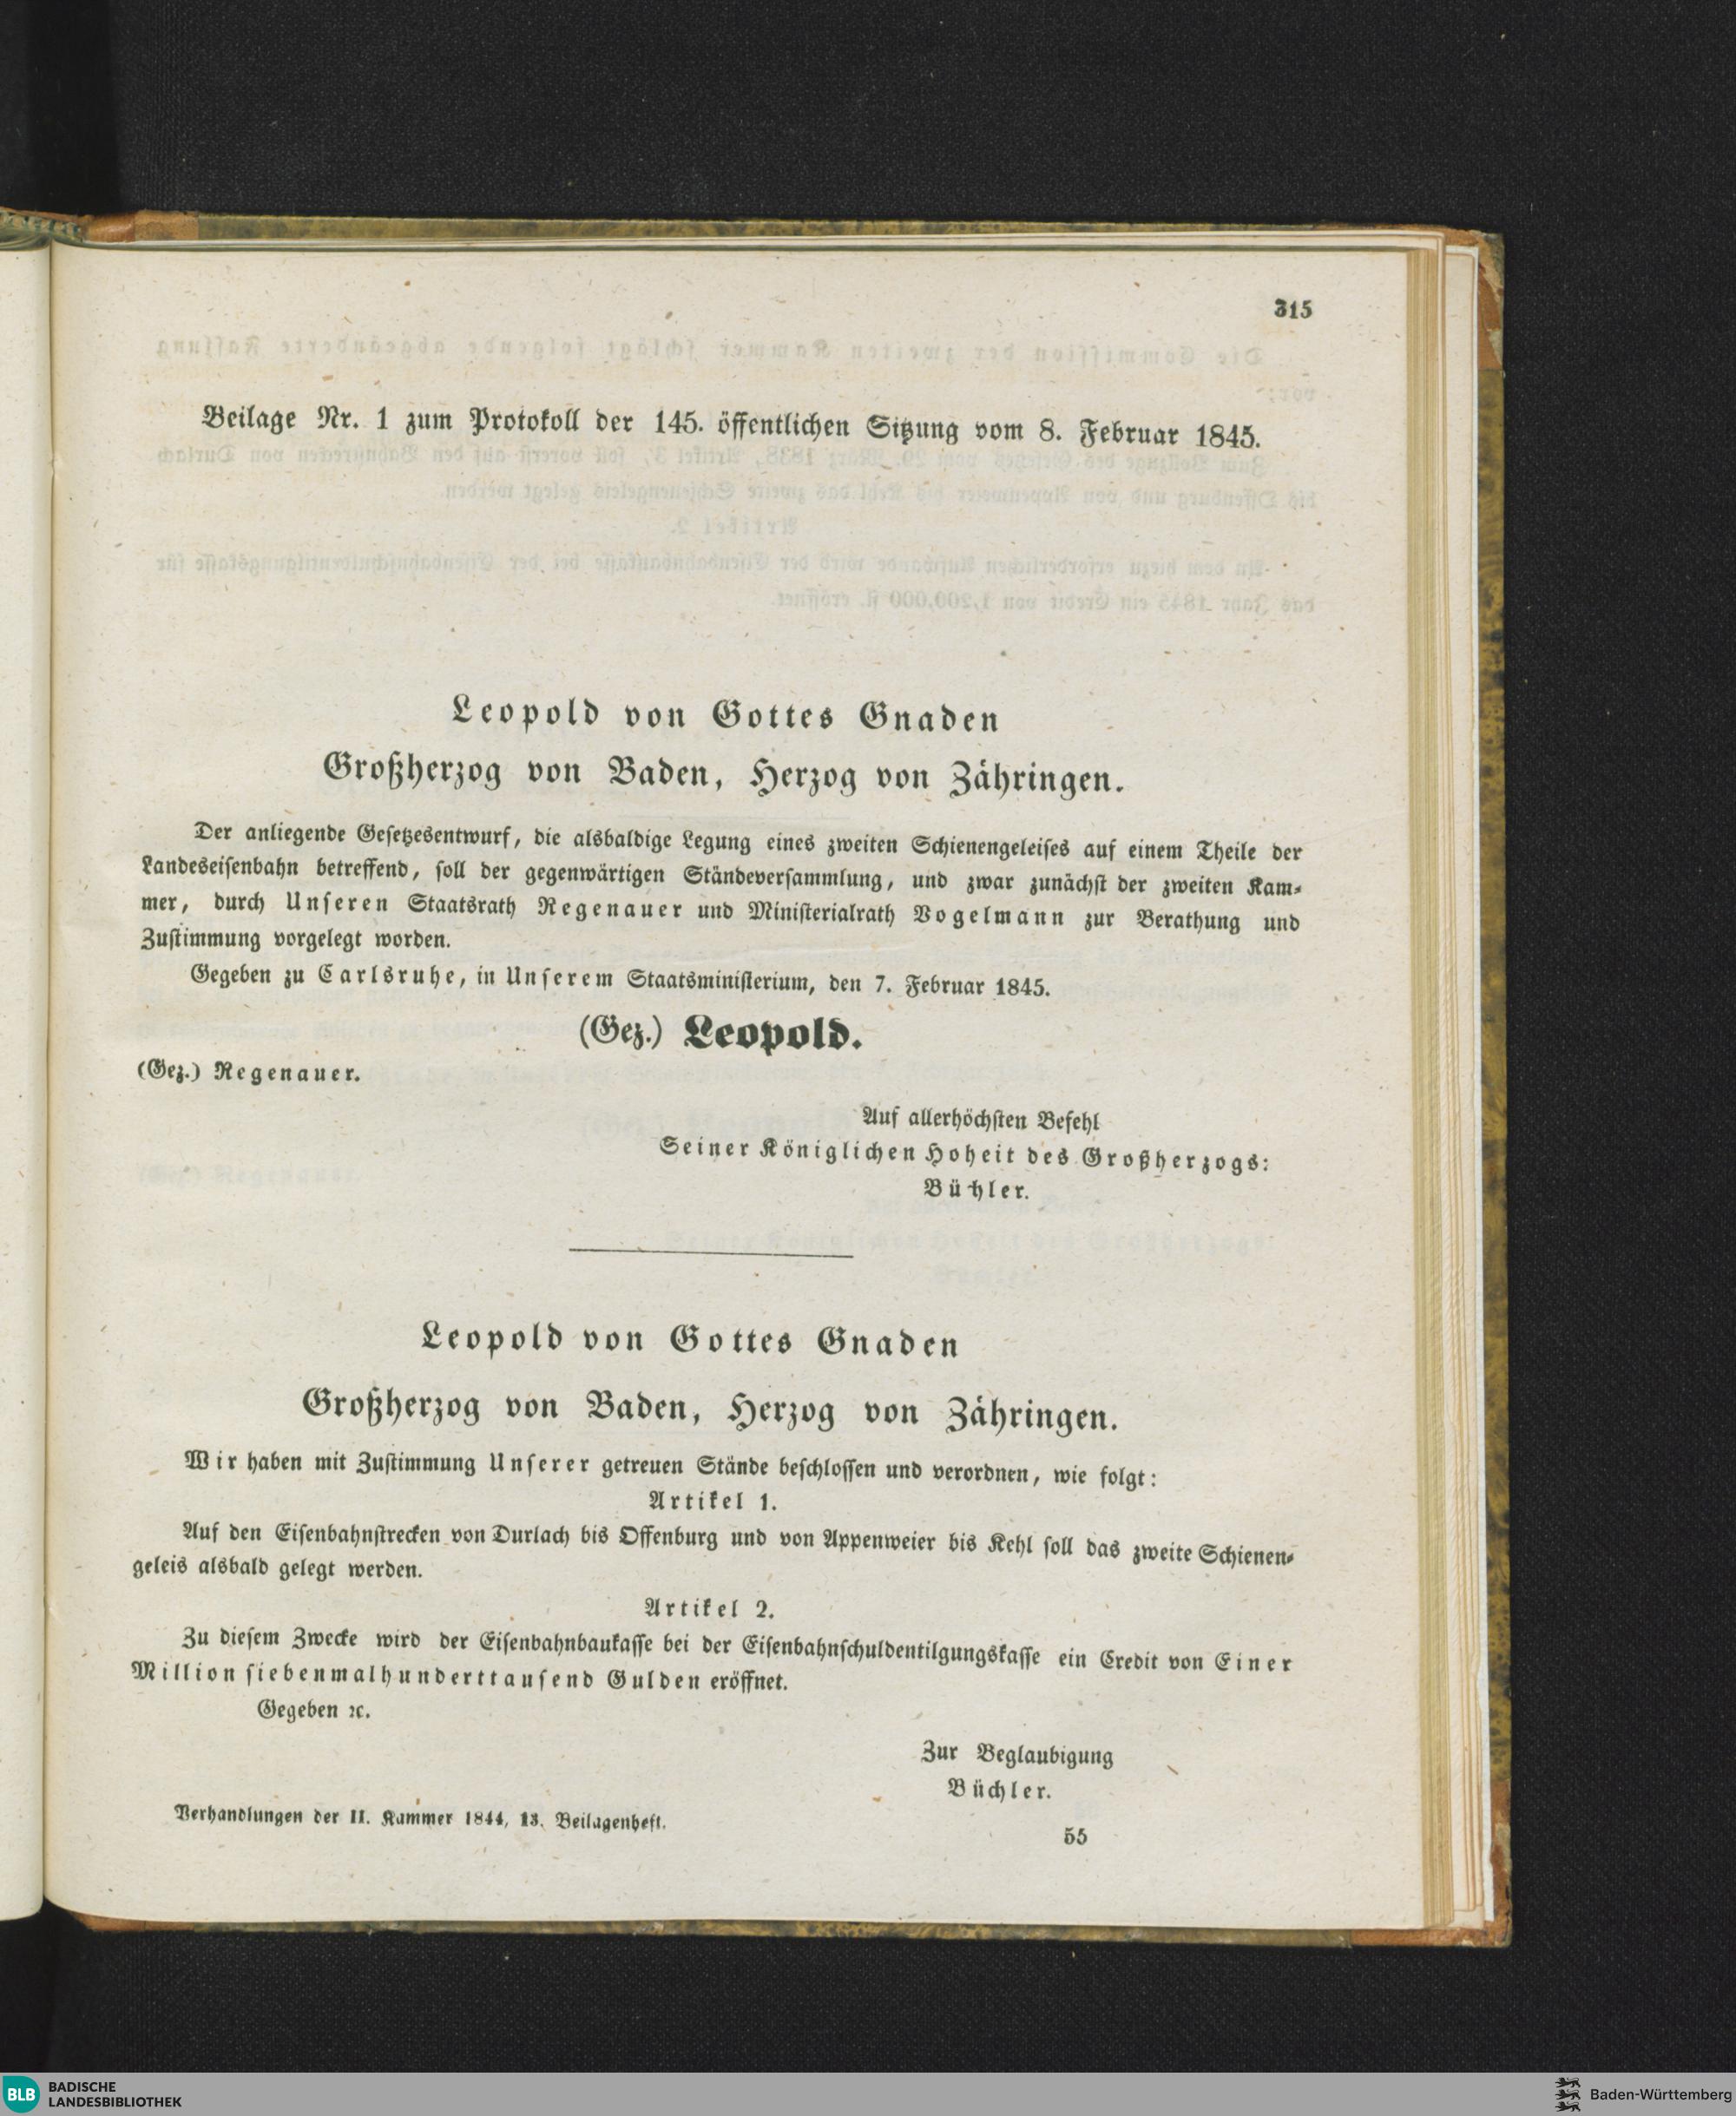 315
Beilage Nr. 1 zum Protokoll der 145. öffentlichen Sitzung vom 8. Februar 1845.
Leopold von Gottes Gnaden
Großherzog von Baden, Herzog von Zähringen.
Der anliegende Gesetzesentwurf, die alsbaldige Legung eines zweiten Schienengeleises auf einem Theile der
Landeseisenbahn betreffend, soll der gegenwärtigen Ständeversammlung, und zwar zunächst der zweiten Kam-
mer, durch Unseren Staatsrath Regenauer und Ministerialrath Vogelmann zur Berathung und
Zustimmung vorgelegt worden.
Gegeben zu Carlsruhe, in Unserem Staatsministerium, den 7. Februar 1845.
(Gez.) Leopold.
(Gez.) Regenauer.
Auf allerhöchsten Befehl
Seiner Königlichen Hoheit des Großherzogs:
Bühler.
Leopold von Gottes Gnaden
Großherzog von Baden, Herzog von Zähringen.
Wir haben mit Zustimmung Unserer getreuen Stände beschlossen und verordnen, wie folgt:
Artikel 1.
Auf den Eisenbahnstrecken von Durlach bis Offenburg und von Appenweier bis Kehl soll das zweite Schienen-
geleis alsbald gelegt werden.
Artikel 2.
Zu diesem Zwecke wird der Eisenbahnbaukasse bei der Eisenbahnschuldentilgungskasse ein Credit von Einer
Million siebenmalhunderttausend Gulden eröffnet.
Gegeben ꝛc.
Zur Beglaubigung
Büchler.
Verhandlungen der II. Kammer 1844, 13. Beilagenheft.
55
BLB BADISCHE
LANDESBIBLIOTHEK
Baden-Württemberg